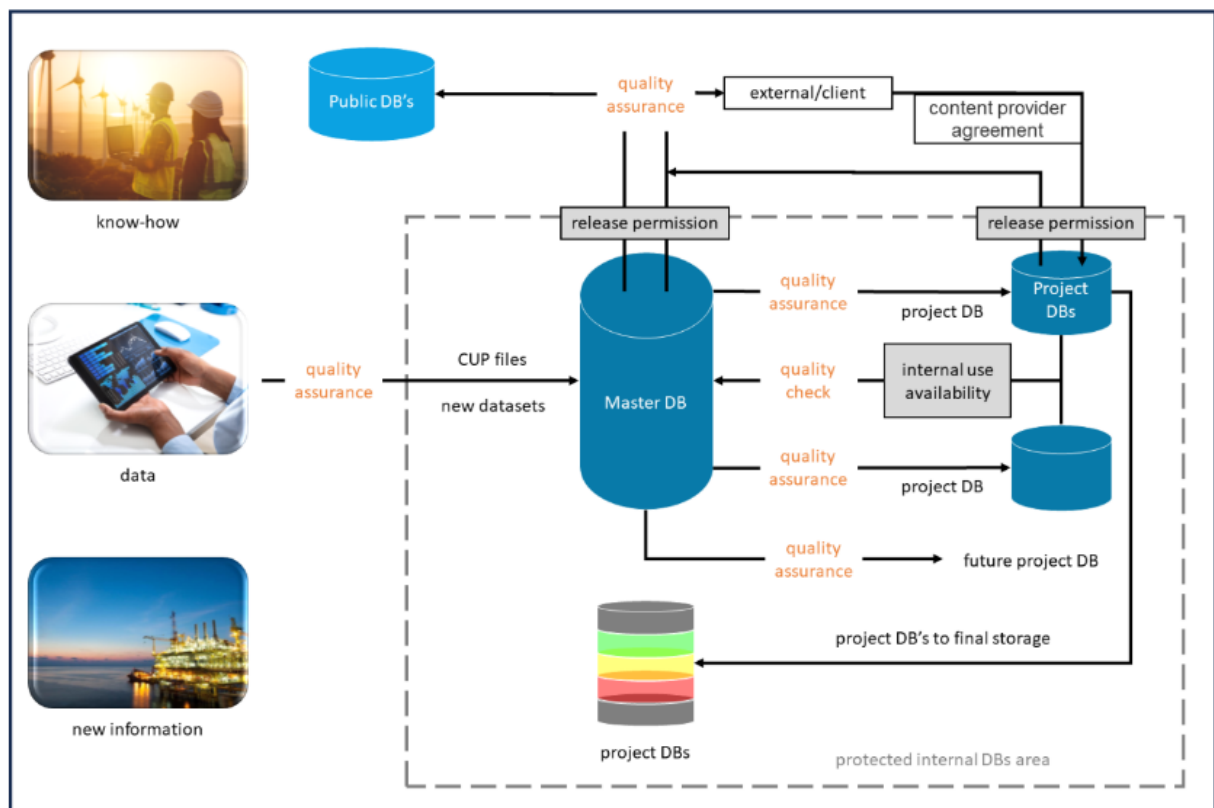 Public DB's
quality
assurance
external/client
content provider
agreement
know-how
release permission
release permission
quality
assurance
project DB
Project
DBs
quality
assurance
CUP files
new datasets
Master DB
quality
check
internal use
availability
data
quality
assurance
project DB
quality
assurance
future project DB
project DB's to final storage
new information
project DBs
protected internal DBs area